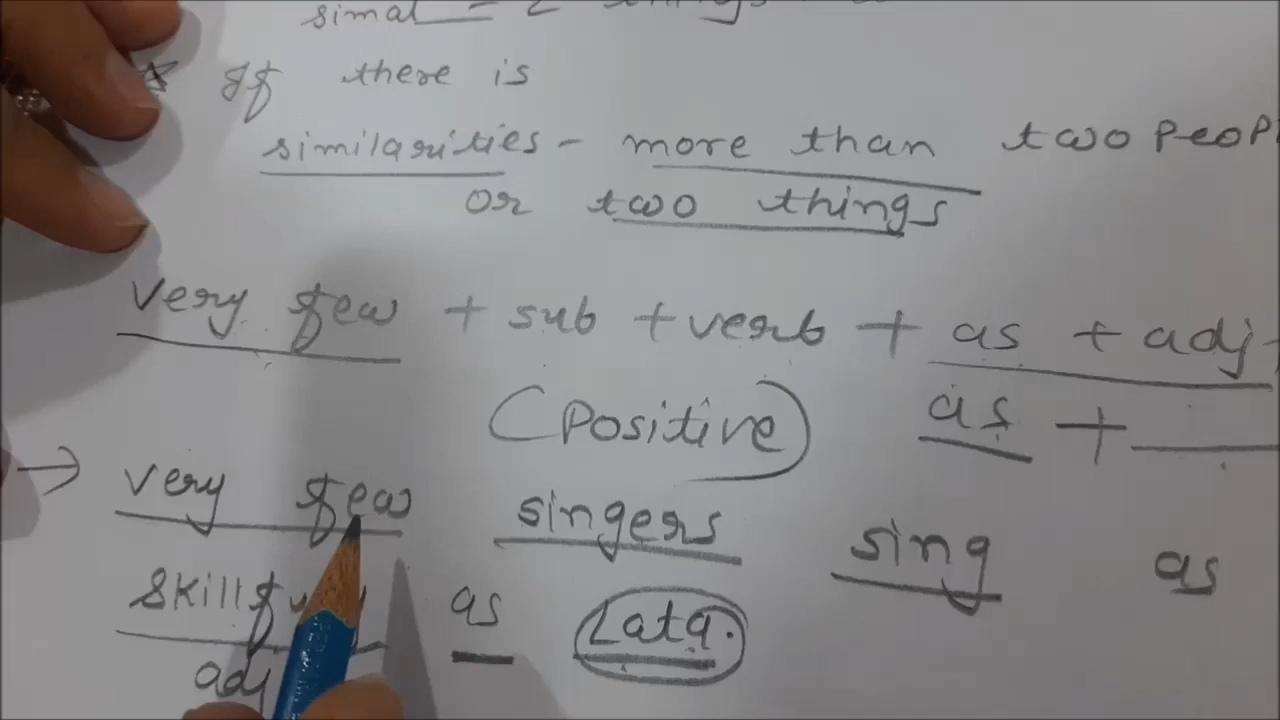 If there is
similarities - more than two
or two things
very few + sub + verb + as + adj
(Positive) as +
→ very few singers sing as
as Lata.
adj